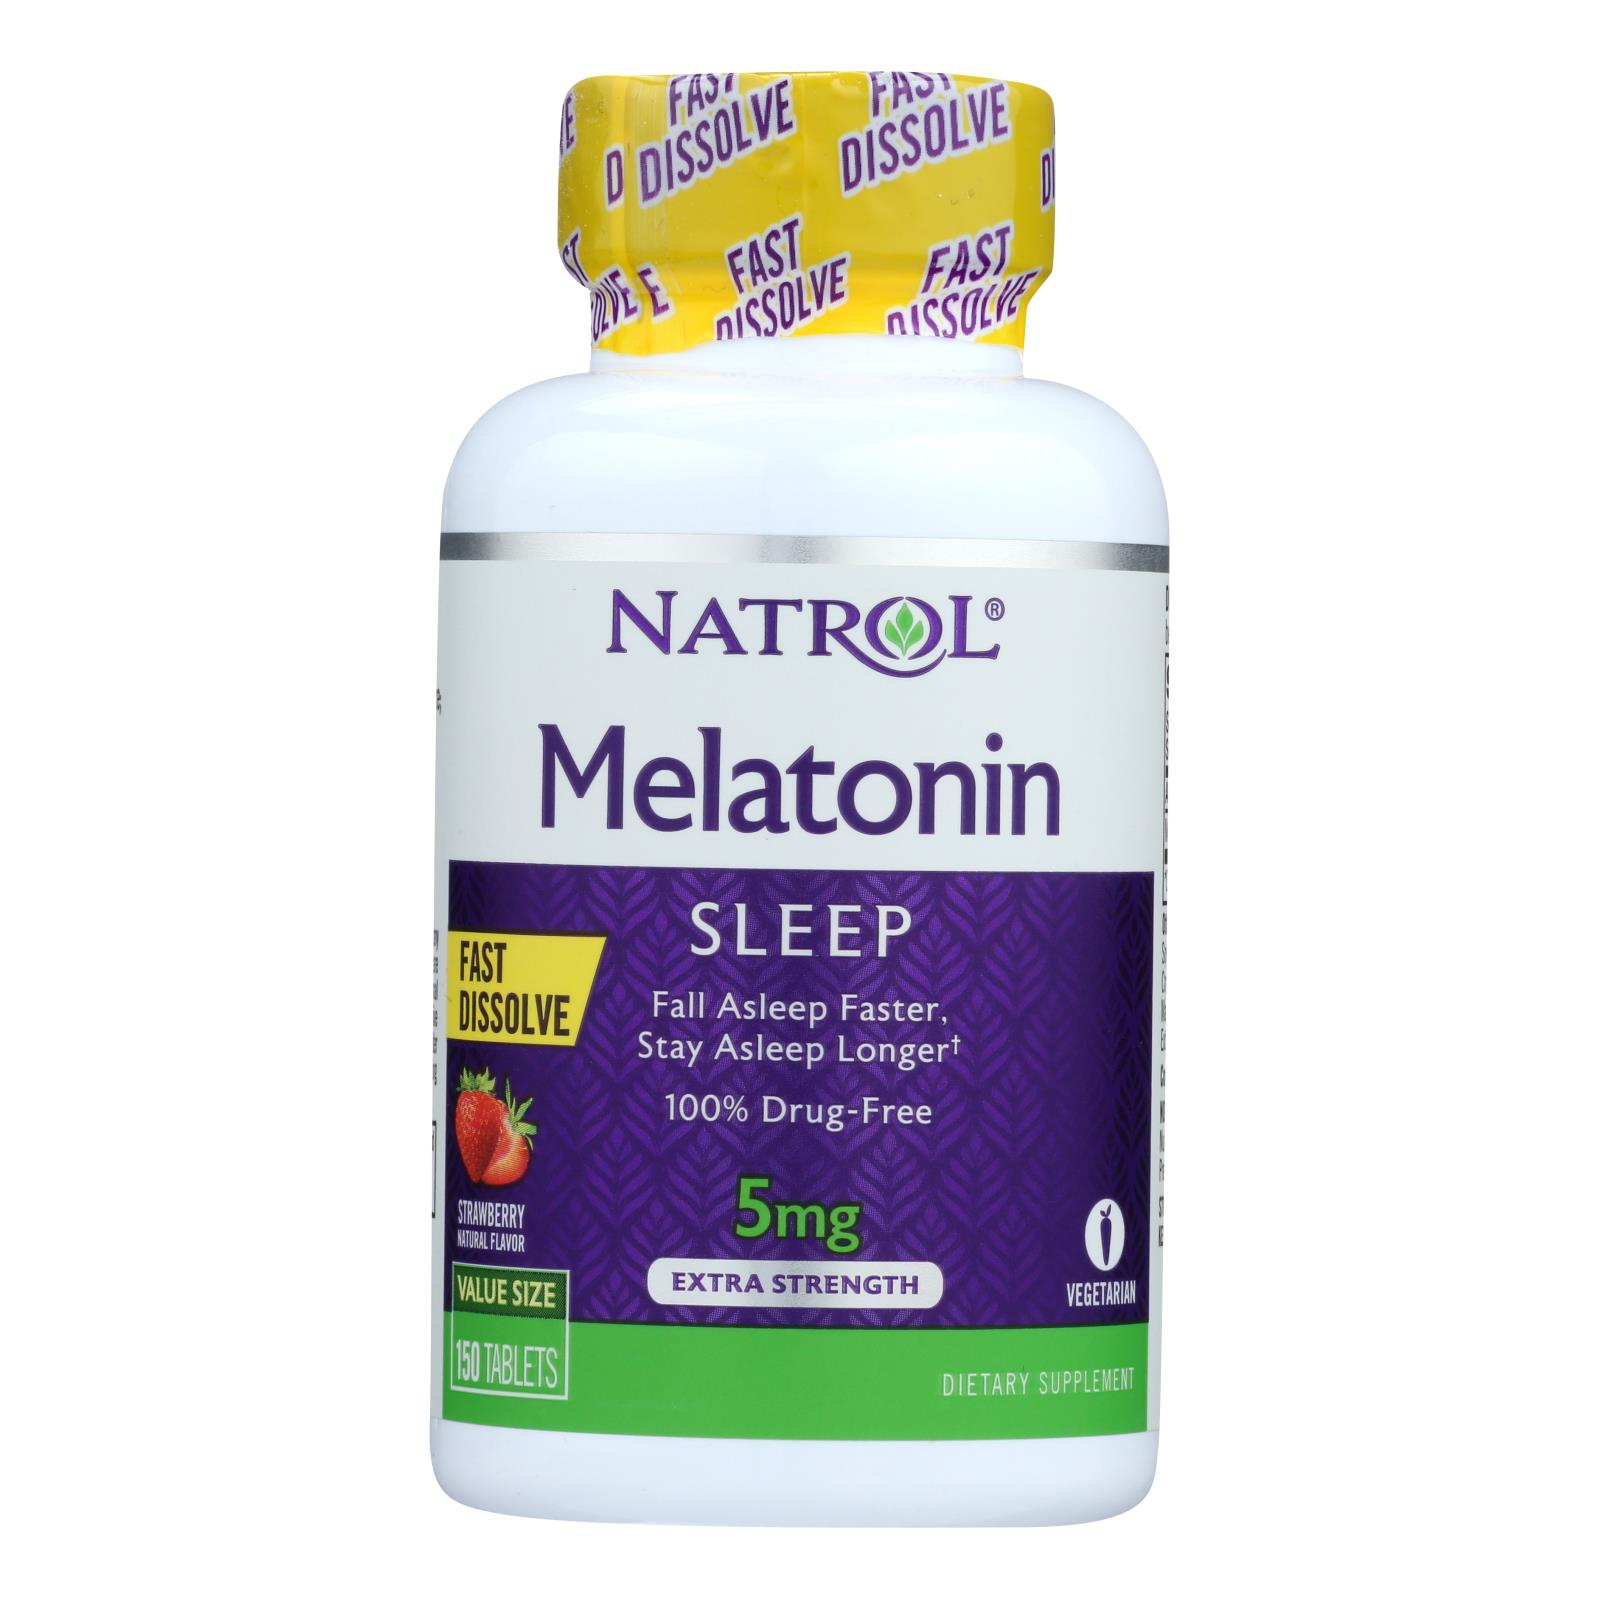 FAST
DISSOLVE
FAST
DISSOLVE
FAST
DISSOLVE
FAST
DISSOLVE
NATROL®
Melatonin
SLEEP
FAST
DISSOLVE
Fall Asleep Faster,
Stay Asleep Longer†
100% Drug-Free
5mg
EXTRA STRENGTH
STRAWBERRY
NATURAL FLAVOR
VEGETARIAN
VALUE SIZE
150 TABLETS
DIETARY SUPPLEMENT